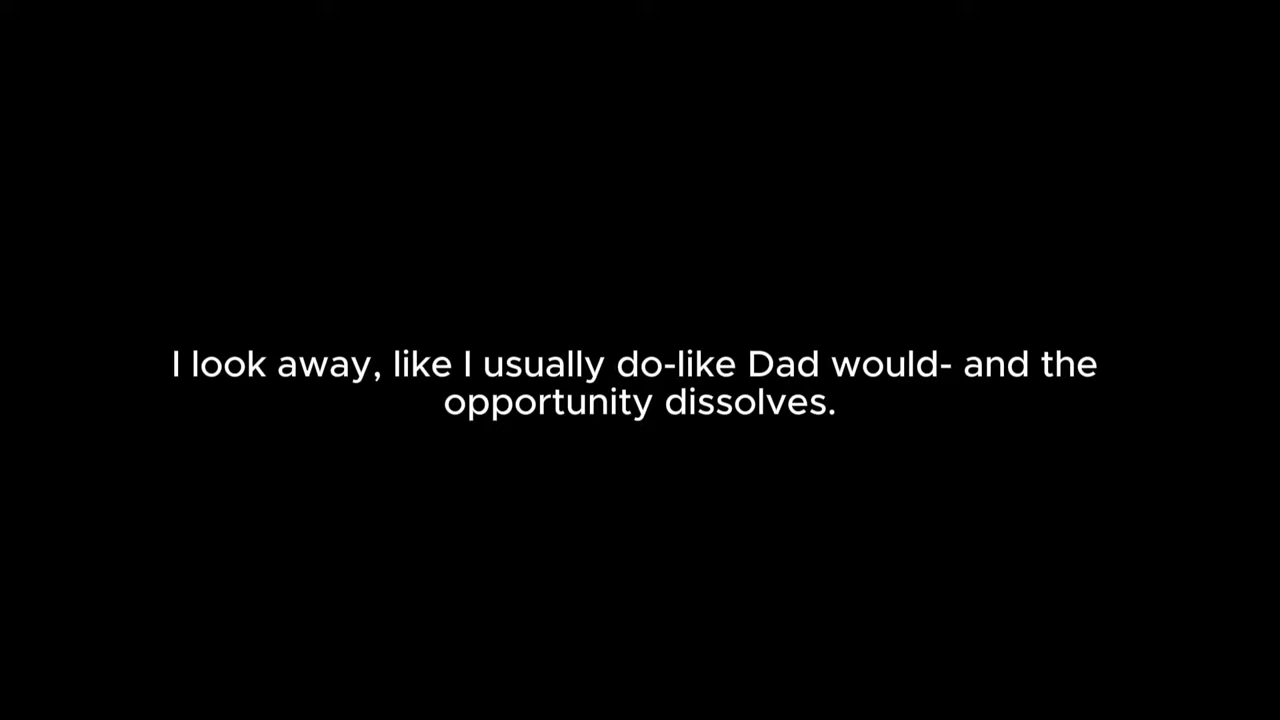 I look away, like I usually do-like Dad would- and the
opportunity dissolves.